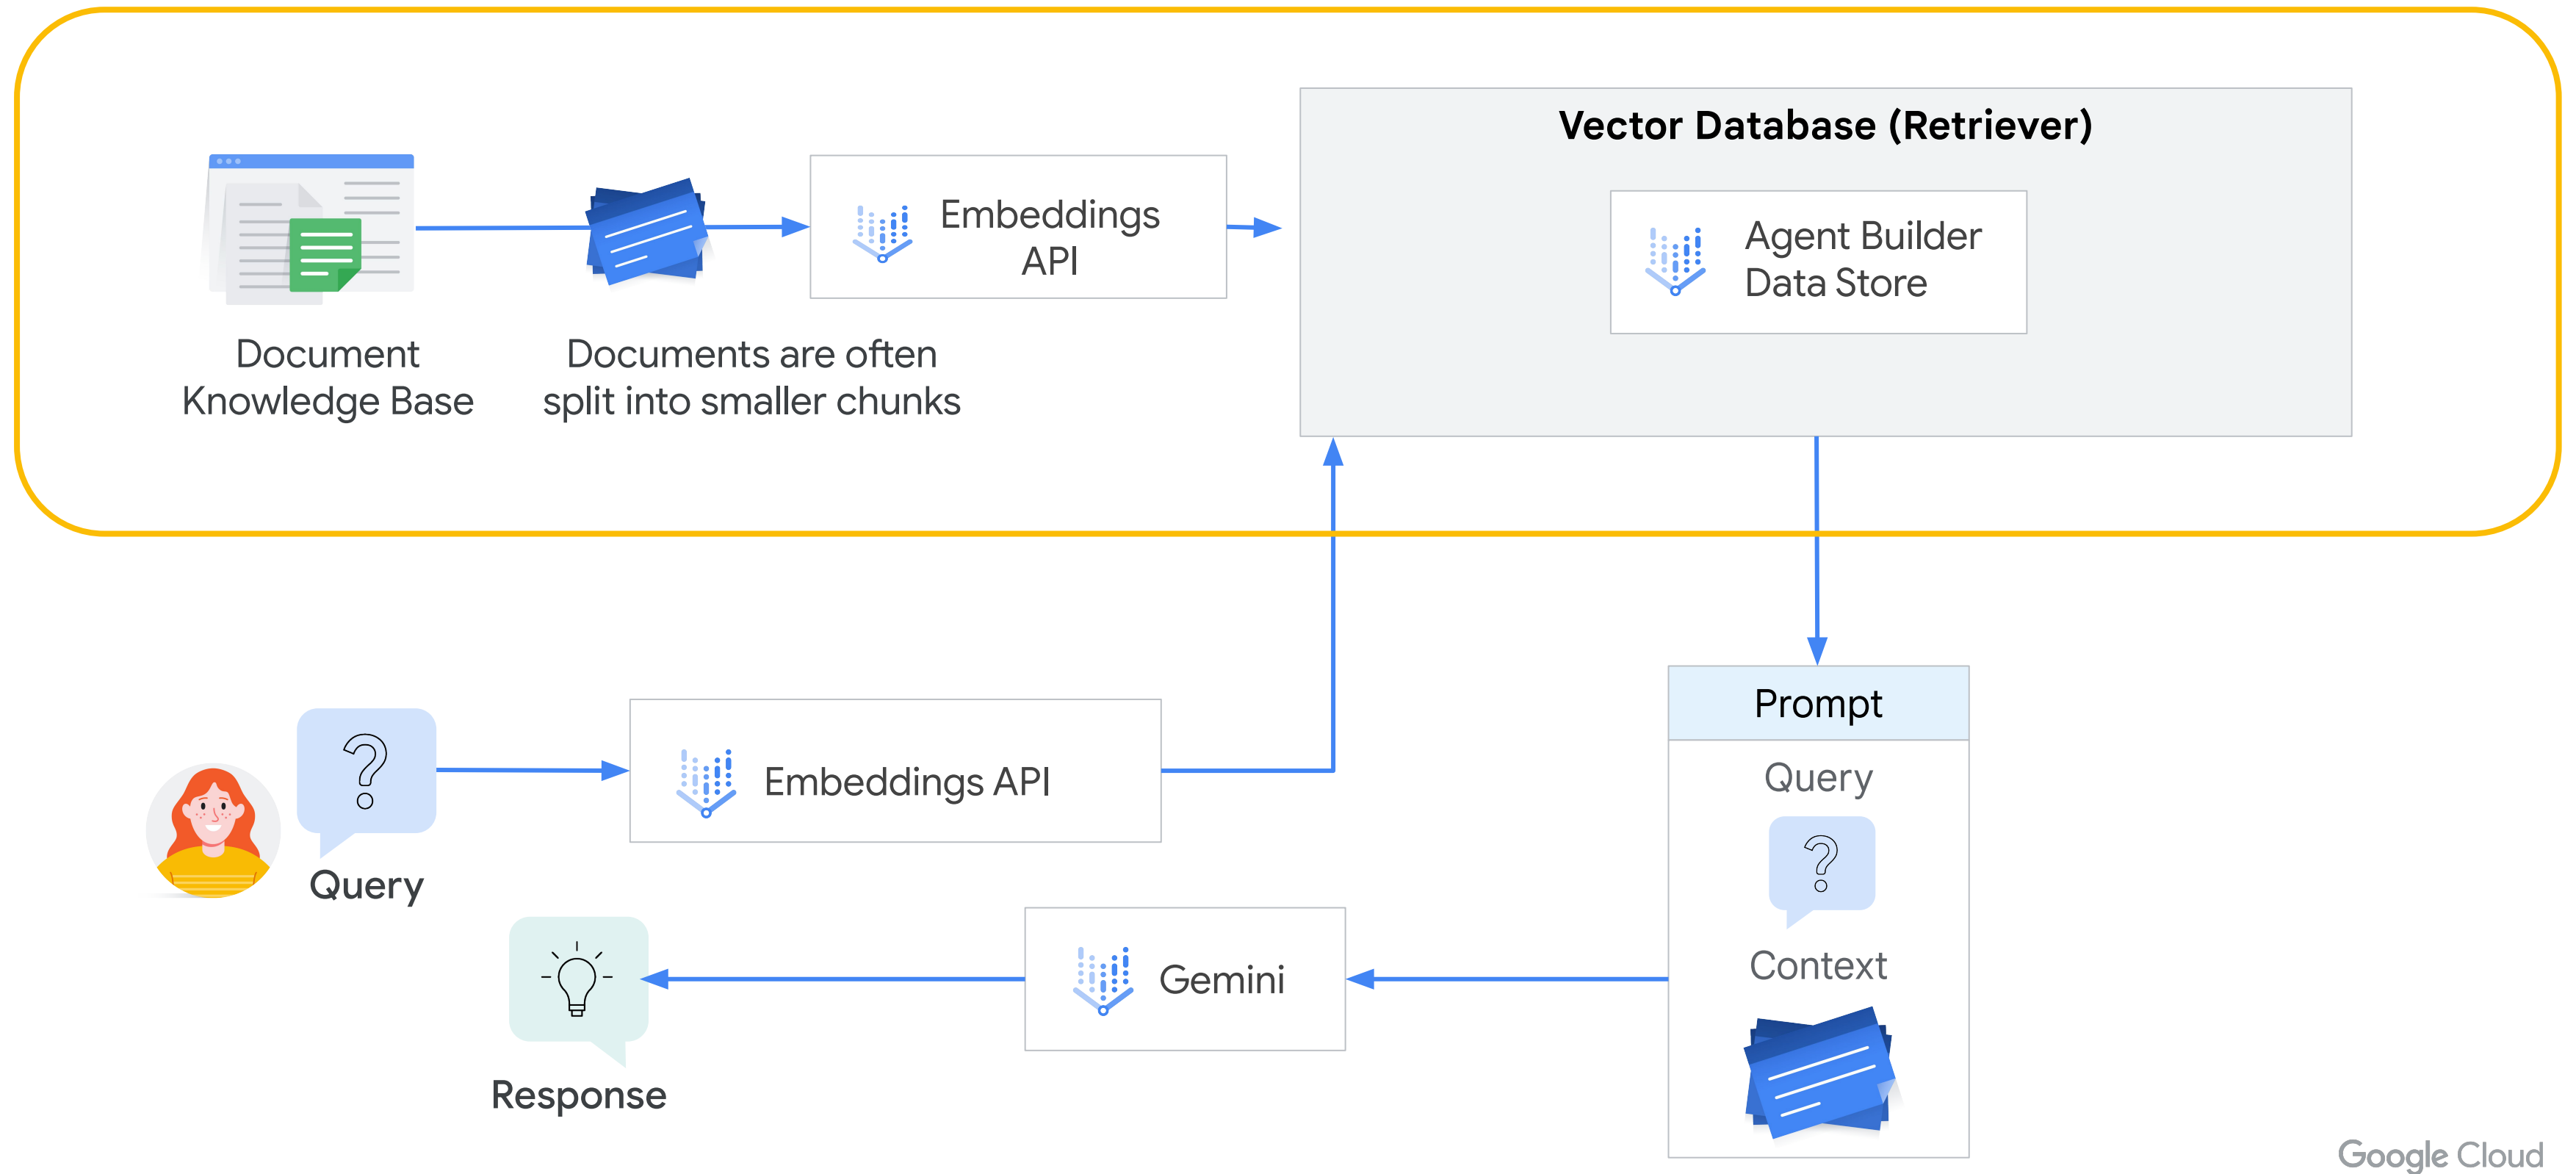 Vector Database (Retriever)
Embeddings
API
Agent Builder
Data Store
Document
Knowledge Base
Documents are often
split into smaller chunks
Prompt
Query
Embeddings API
Query
Context
Gemini
Response
Google Cloud